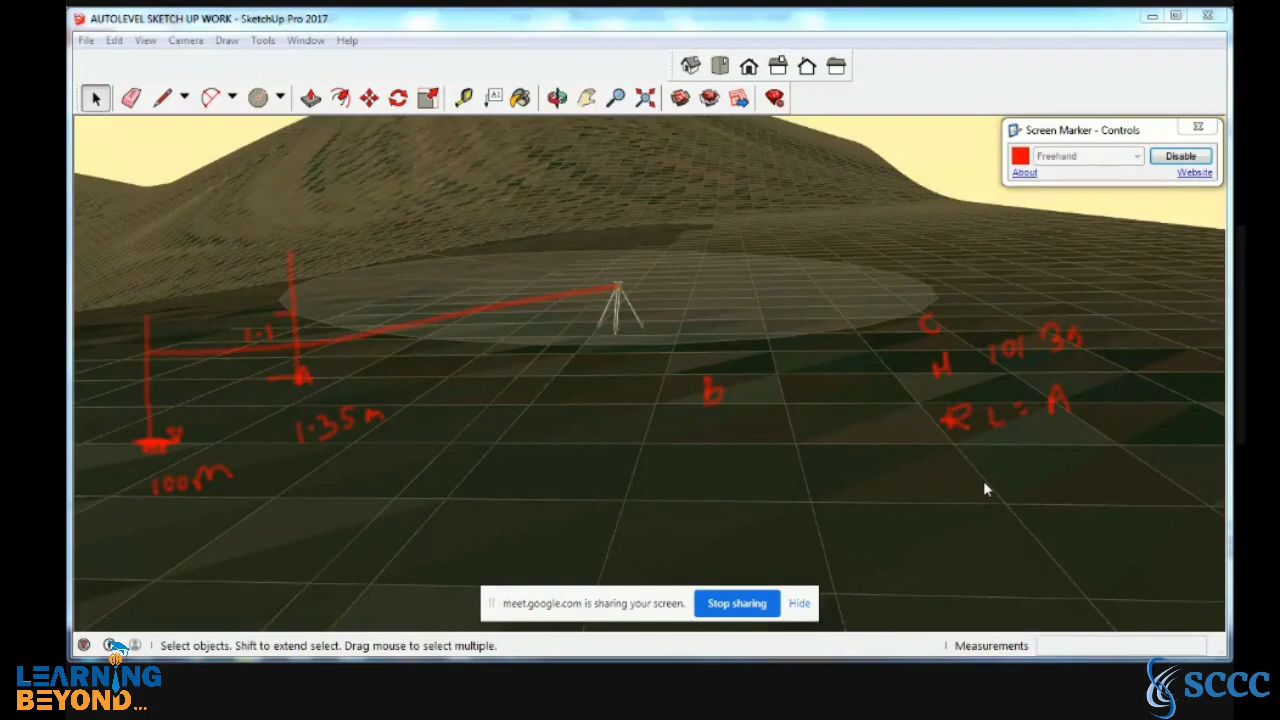 AUTOLEVEL SKETCH UP WORK - SketchUp Pro 2017
File Edit View Camera Draw Tools Window Help
A1
Screen Marker - Controls
Freehand
Disable
About
Website
1.1
A
1.35m
100m
b
C
H 101 30
RL = A
meet.google.com is sharing your screen.
Stop sharing
Hide
Select objects. Shift to extend select. Drag mouse to select multiple.
Measurements
LEARNING
BEYOND...
SCCC